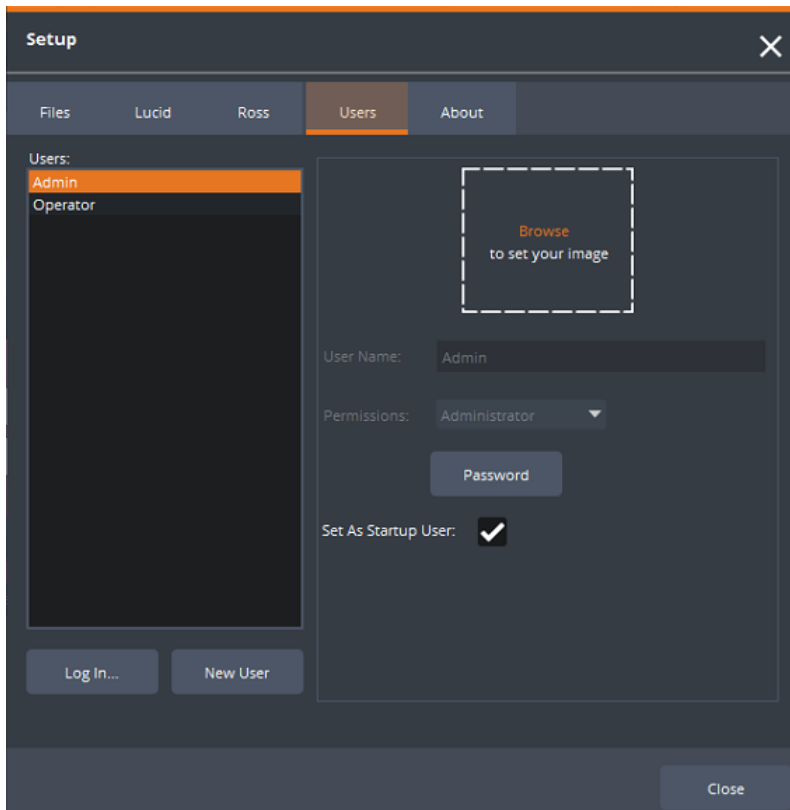 Setup
Files Lucid Ross Users About
Users:
Admin
Operator
Browse
to set your image
User Name: Admin
Permissions: Administrator
Password
Set As Startup User:
Log In... New User
Close